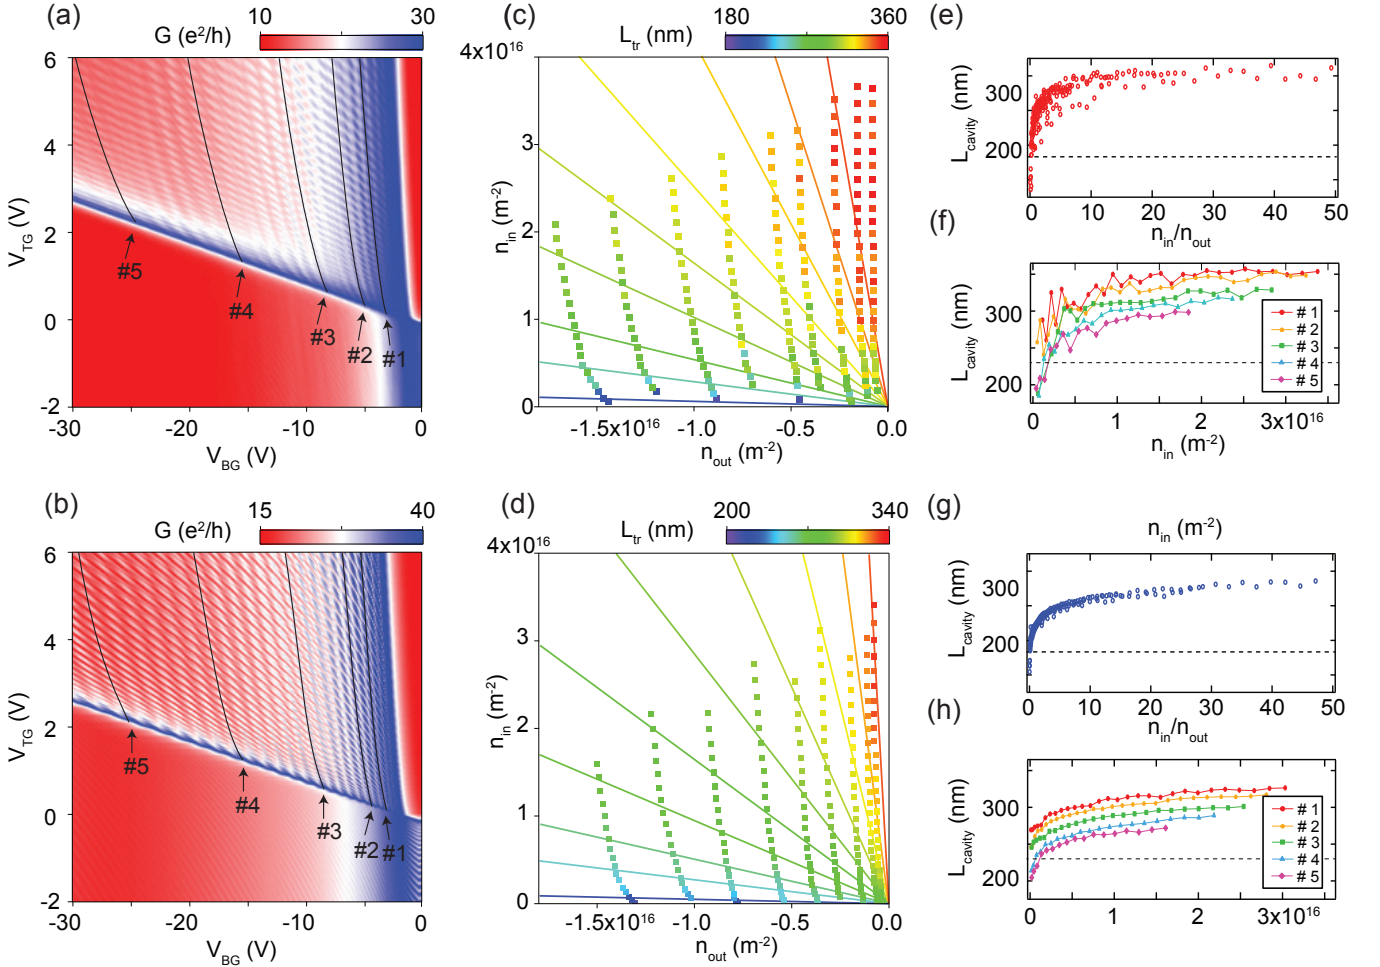 (a)
G (e²/h)
10
30
V_TG (V)
6
4
2
0
-2
#5
#4
#3
#2
#1
-30
-20
-10
0
V_BG (V)
(c)
L_tr (nm)
180
360
4x10¹⁶
n_in (m⁻²)
3
2
1
0
-1.5x10¹⁶
-1.0
-0.5
0.0
n_out (m⁻²)
(e)
L_cavity (nm)
300
200
0
10
20
30
40
50
n_in/n_out
(f)
L_cavity (nm)
300
200
# 1
# 2
# 3
# 4
# 5
0
1
2
3x10¹⁶
n_in (m⁻²)
(b)
G (e²/h)
15
40
V_TG (V)
6
4
2
0
-2
#5
#4
#3
#2
#1
-30
-20
-10
0
V_BG (V)
(d)
L_tr (nm)
200
340
4x10¹⁶
n_in (m⁻²)
3
2
1
0
-1.5x10¹⁶
-1.0
-0.5
0.0
n_out (m⁻²)
(g)
n_in (m⁻²)
L_cavity (nm)
300
200
0
10
20
30
40
50
n_in/n_out
(h)
L_cavity (nm)
300
200
# 1
# 2
# 3
# 4
# 5
0
1
2
3x10¹⁶